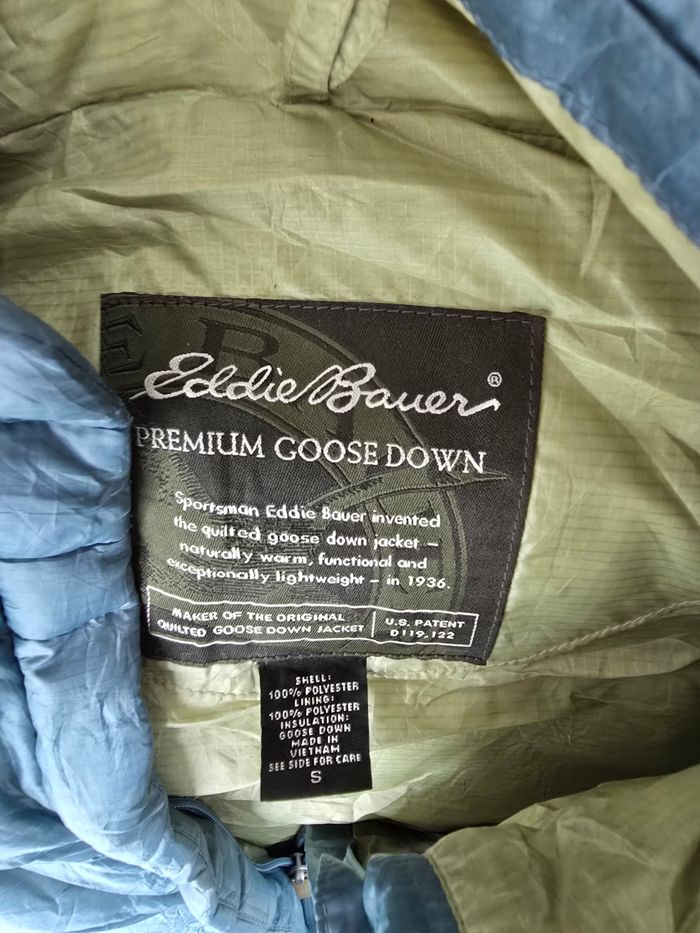 Eddie Bauer®
PREMIUM GOOSE DOWN
Sportsman Eddie Bauer invented
the quilted goose down jacket –
naturally warm, functional and
exceptionally lightweight – in 1936.
MAKER OF THE ORIGINAL
QUILTED GOOSE DOWN JACKET
U.S. PATENT
D119,122
SHELL:
100% POLYESTER
LINING:
100% POLYESTER
INSULATION:
GOOSE DOWN
MADE IN
VIETNAM
SEE SIDE FOR CARE
S